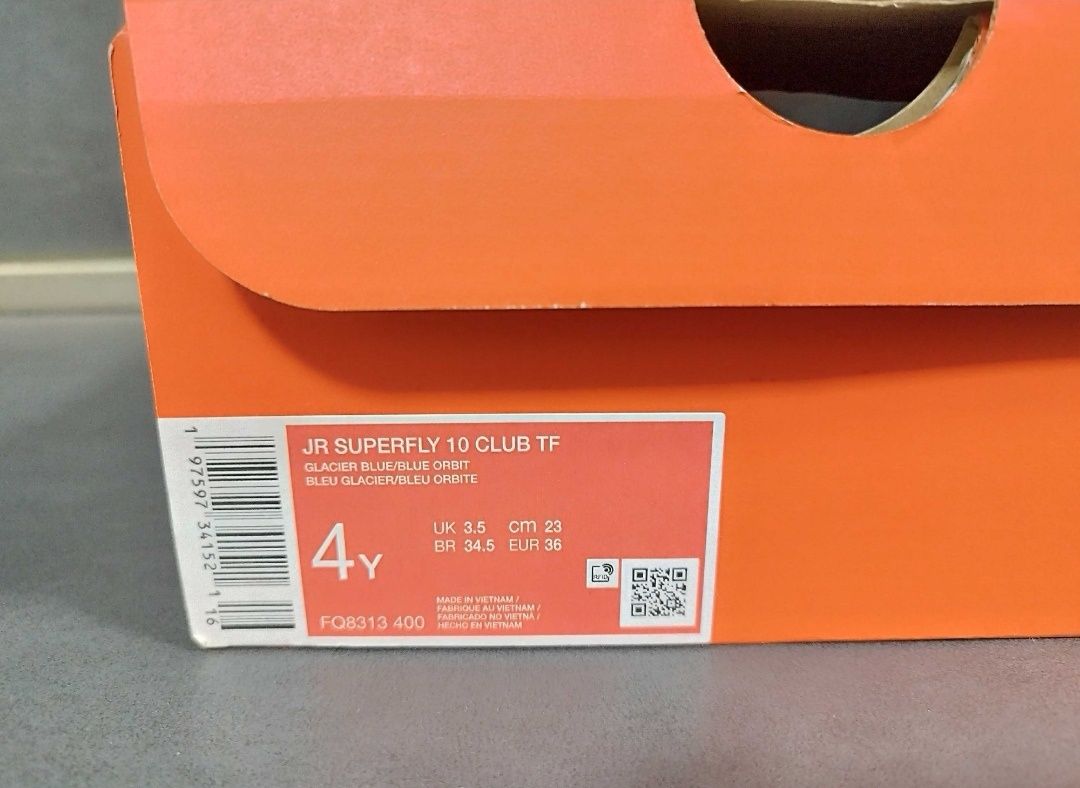 JR SUPERFLY 10 CLUB TF
GLACIER BLUE/BLUE ORBIT
BLEU GLACIER/BLEU ORBITE
4Y
UK 3.5 cm 23
BR 34.5 EUR 36
RFID
FQ8313 400
MADE IN VIETNAM /
FABRIQUE AU VIETNAM /
FABRICADO NO VIETNÃ /
HECHO EN VIETNAM
1 97597 34152 1 16